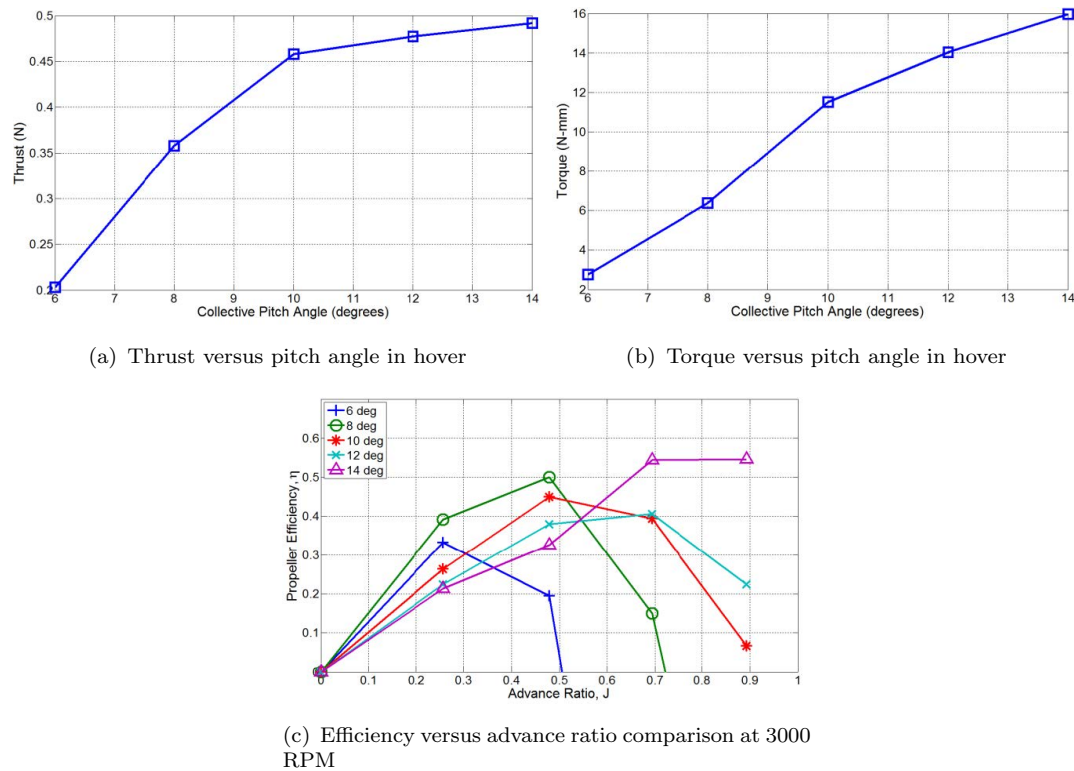 0.5
0.45
0.4
0.35
0.3
0.25
0.2
Thrust (N)
6 7 8 9 10 11 12 13 14
Collective Pitch Angle (degrees)
(a) Thrust versus pitch angle in hover
16
14
12
10
8
6
4
2
Torque (N-mm)
6 7 8 9 10 11 12 13 14
Collective Pitch Angle (degrees)
(b) Torque versus pitch angle in hover
6 deg
8 deg
10 deg
12 deg
14 deg
0.6
0.5
0.4
0.3
0.2
0.1
0
Propeller Efficiency, η
0 0.1 0.2 0.3 0.4 0.5 0.6 0.7 0.8 0.9 1
Advance Ratio, J
(c) Efficiency versus advance ratio comparison at 3000
RPM